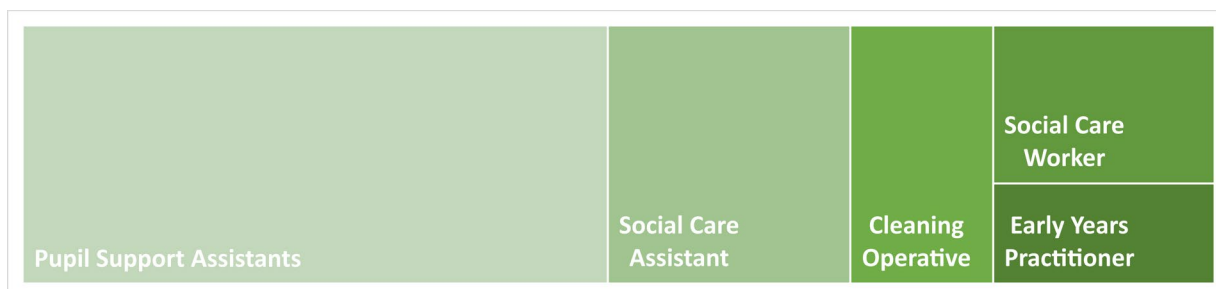 Pupil Support Assistants
Social Care
Assistant
Cleaning
Operative
Social Care
Worker
Early Years
Practitioner